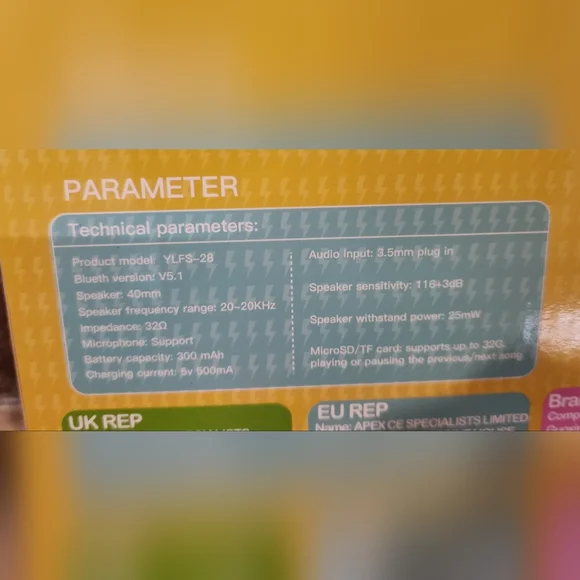 PARAMETER
Technical parameters:
Product model: YLFS-28
Blueth version: V5.1
Speaker: 40mm
Speaker frequency range: 20-20KHz
Impedance: 32Ω
Microphone: Support
Battery capacity: 300 mAh
Charging current: 5v 500mA
Audio Input: 3.5mm plug in
Speaker sensitivity: 116+3dB
Speaker withstand power: 25mW
MicroSD/TF card: supports up to 32G,
playing or pausing the previous/next song
UK REP
EU REP
Name: APEX CE SPECIALISTS LIMITED
Bra
Comp